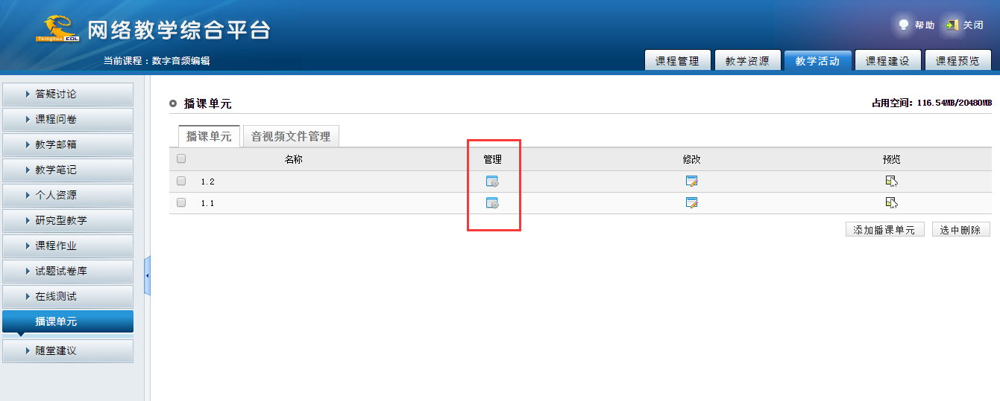 Tsinghua EOL
网络教学综合平台
帮助 关闭
当前课程：数字音频编辑
课程管理 教学资源 教学活动 课程建设 课程预览
答疑讨论
课程问卷
教学邮箱
教学笔记
个人资源
研究型教学
课程作业
试题试卷库
在线测试
播课单元
随堂建议
播课单元
占用空间：116.54MB/20480MB
播课单元 音视频文件管理
名称 管理 修改 预览
1.2
1.1
添加播课单元 选中删除